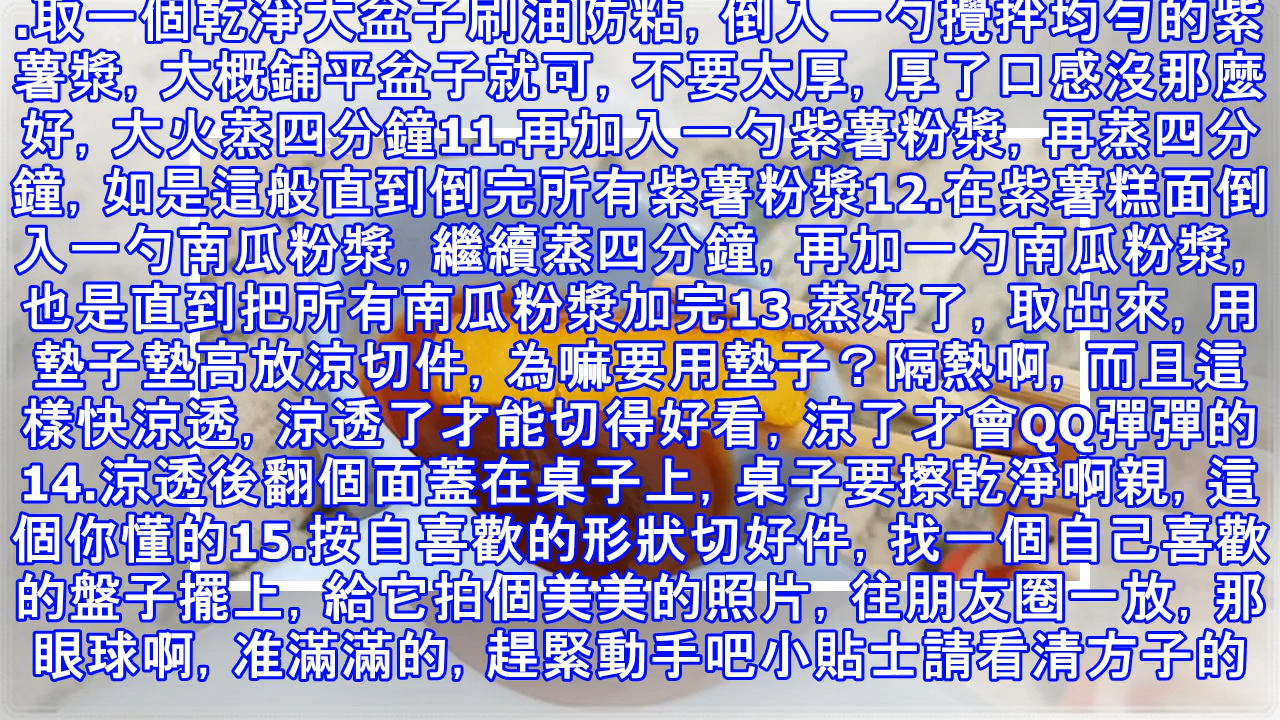 .取一個乾淨大盆子刷油防粘, 倒入一勺攪拌均勻的紫
薯漿, 大概鋪平盆子就可, 不要太厚, 厚了口感沒那麼
好, 大火蒸四分鐘11.再加入一勺紫薯粉漿, 再蒸四分
鐘, 如是這般直到倒完所有紫薯粉漿12.在紫薯糕面倒
入一勺南瓜粉漿, 繼續蒸四分鐘, 再加一勺南瓜粉漿,
也是直到把所有南瓜粉漿加完13.蒸好了, 取出來, 用
墊子墊高放涼切件, 為嘛要用墊子？隔熱啊, 而且這
樣快涼透, 涼透了才能切得好看, 涼了才會QQ彈彈的
14.涼透後翻個面蓋在桌子上, 桌子要擦乾淨啊親, 這
個你懂的15.按自喜歡的形狀切好件, 找一個自己喜歡
的盤子擺上, 給它拍個美美的照片, 往朋友圈一放, 那
眼球啊, 准滿滿的, 趕緊動手吧小貼士請看清方子的